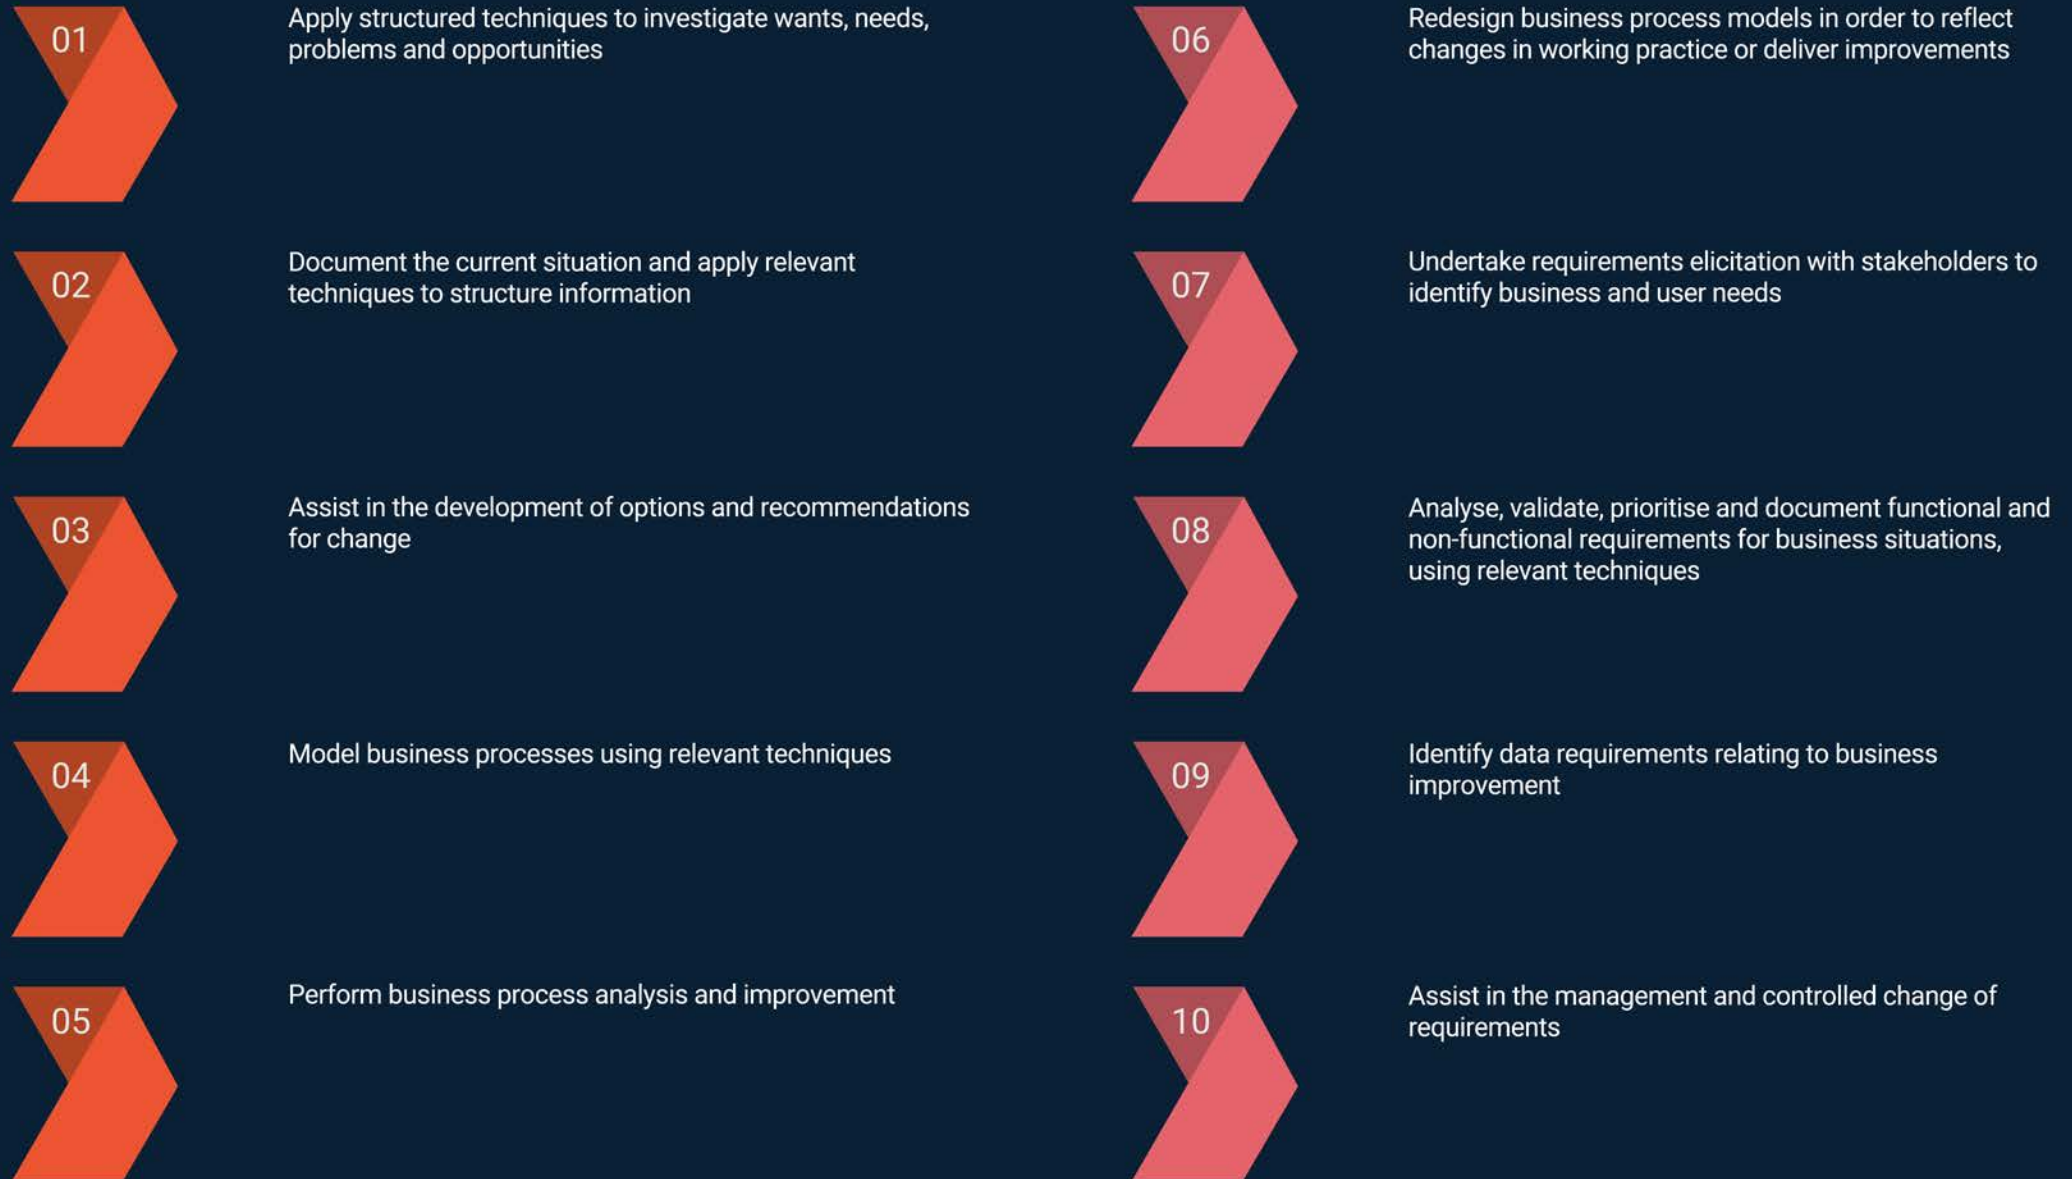 01
Apply structured techniques to investigate wants, needs,
problems and opportunities
02
Document the current situation and apply relevant
techniques to structure information
03
Assist in the development of options and recommendations
for change
04
Model business processes using relevant techniques
05
Perform business process analysis and improvement
06
Redesign business process models in order to reflect
changes in working practice or deliver improvements
07
Undertake requirements elicitation with stakeholders to
identify business and user needs
08
Analyse, validate, prioritise and document functional and
non-functional requirements for business situations,
using relevant techniques
09
Identify data requirements relating to business
improvement
10
Assist in the management and controlled change of
requirements